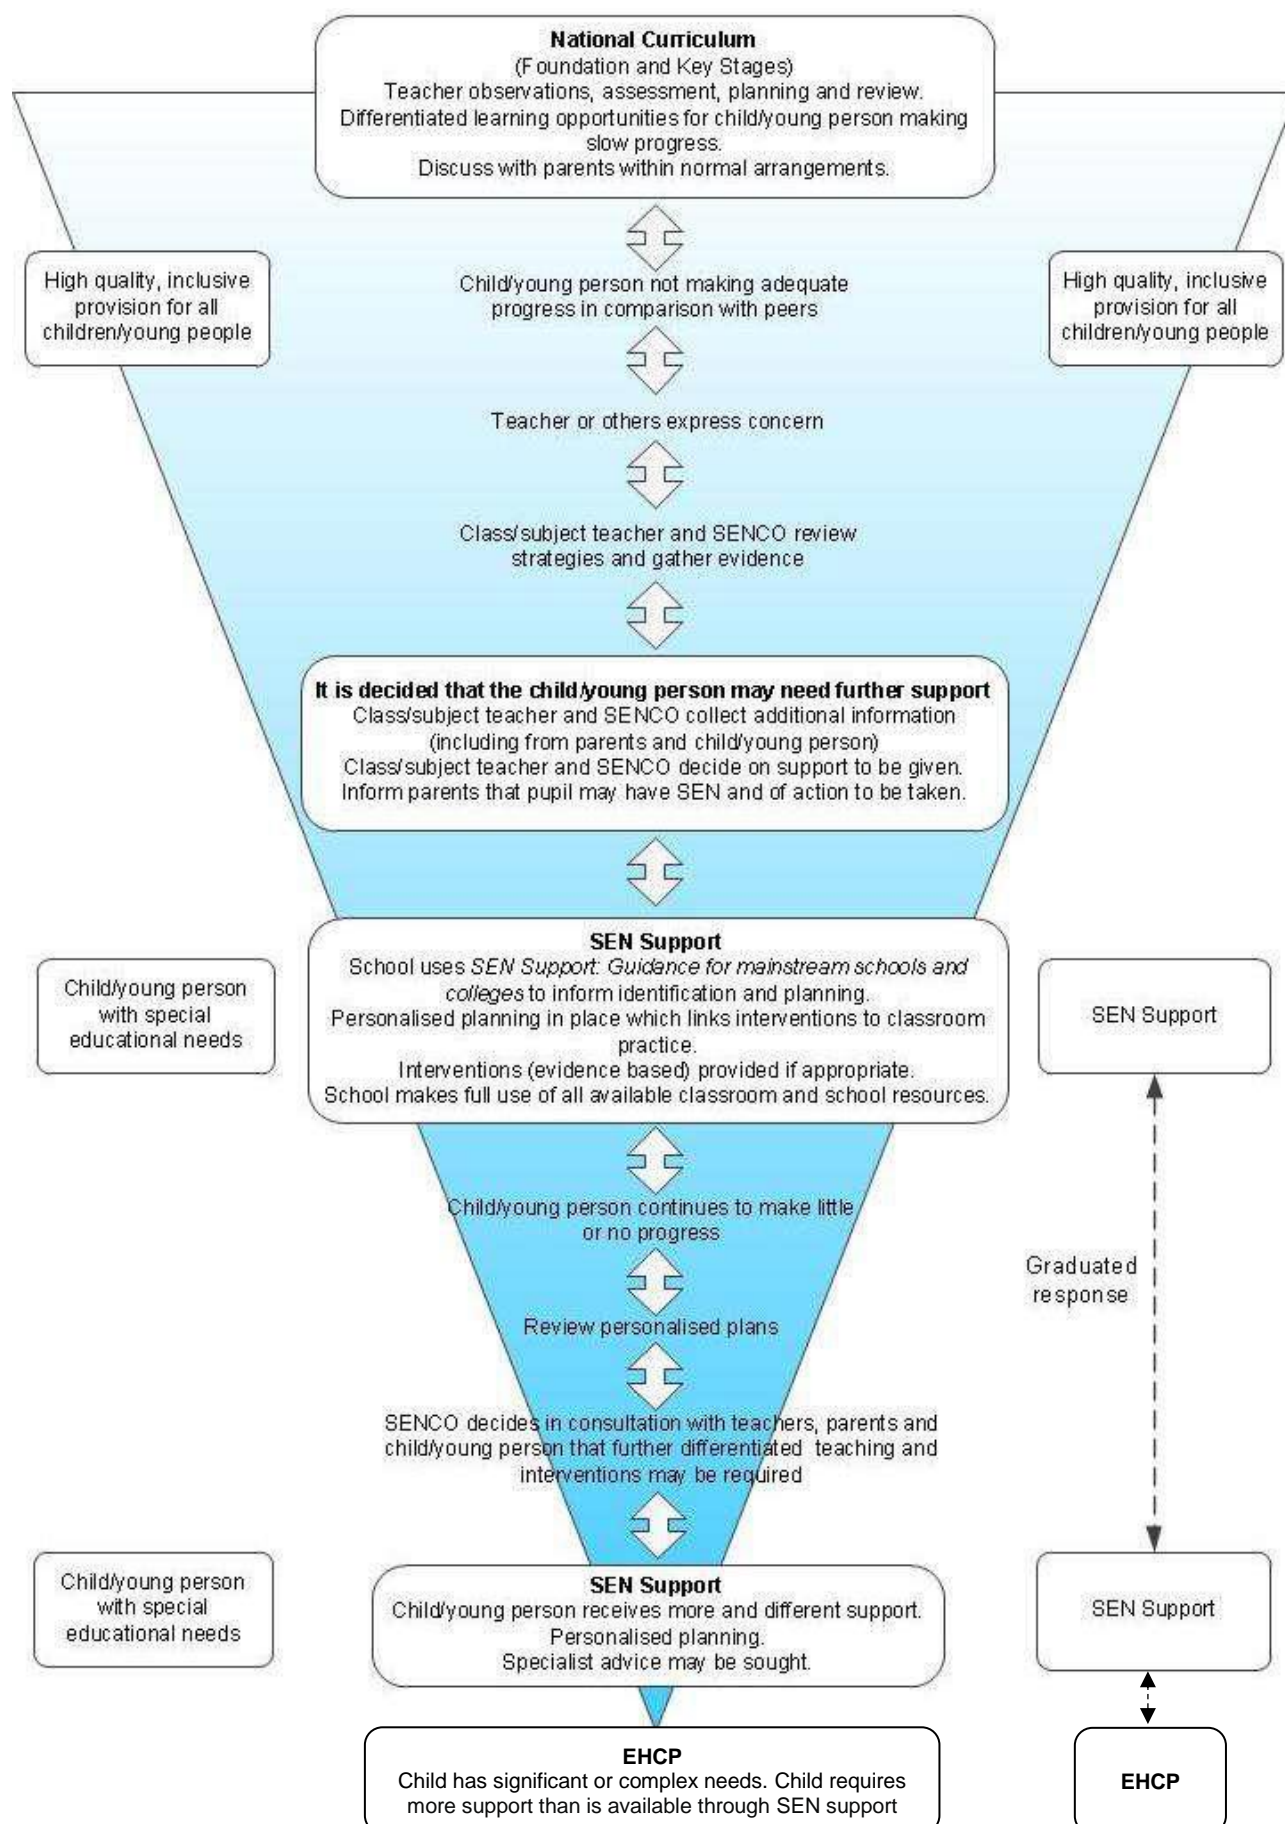 National Curriculum
(Foundation and Key Stages)
Teacher observations, assessment, planning and review.
Differentiated learning opportunities for child/young person making
slow progress.
Discuss with parents within normal arrangements.
High quality, inclusive
provision for all
children/young people
Child/young person not making adequate
progress in comparison with peers
High quality, inclusive
provision for all
children/young people
Teacher or others express concern
Class/subject teacher and SENCO review
strategies and gather evidence
It is decided that the child/young person may need further support
Class/subject teacher and SENCO collect additional information
(including from parents and child/young person)
Class/subject teacher and SENCO decide on support to be given.
Inform parents that pupil may have SEN and of action to be taken.
Child/young person
with special
educational needs
SEN Support
School uses SEN Support: Guidance for mainstream schools and
colleges to inform identification and planning.
Personalised planning in place which links interventions to classroom
practice.
Interventions (evidence based) provided if appropriate.
School makes full use of all available classroom and school resources.
SEN Support
Child/young person continues to make little
or no progress
Graduated
response
Review personalised plans
SENCO decides in consultation with teachers, parents and
child/young person that further differentiated teaching and
interventions may be required
Child/young person
with special
educational needs
SEN Support
Child/young person receives more and different support.
Personalised planning.
Specialist advice may be sought.
SEN Support
EHCP
Child has significant or complex needs. Child requires
more support than is available through SEN support
EHCP